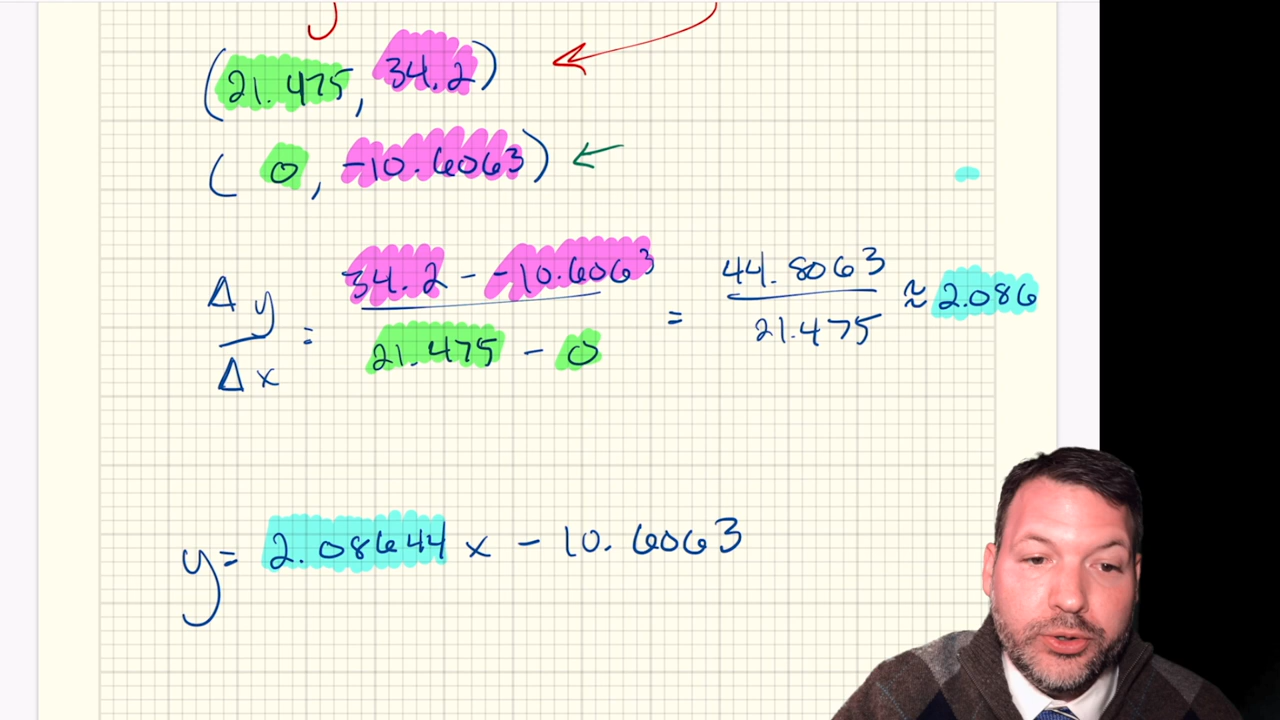 y
(21.475, 34.2)
(0, -10.6063)
Δy/Δx = (34.2 - -10.6063)/(21.475 - 0) = 44.8063/21.475 ≈ 2.086
y = 2.08644x - 10.6063